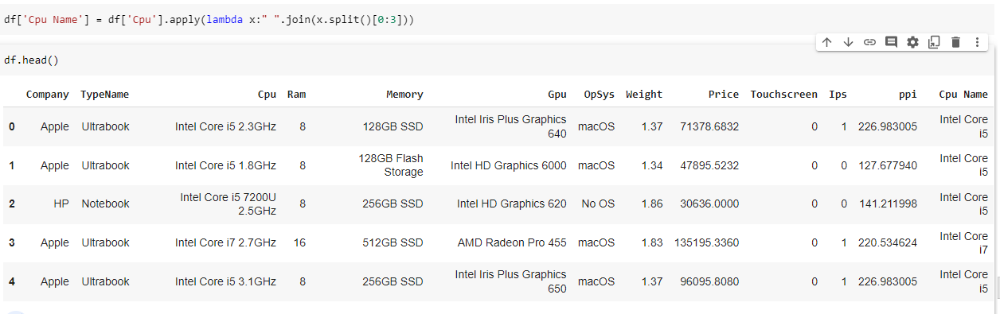 df['Cpu Name'] = df['Cpu'].apply(lambda x:" ".join(x.split()[0:3]))
df.head()
Company TypeName Cpu Ram Memory Gpu OpSys Weight Price Touchscreen Ips ppi Cpu Name
0 Apple Ultrabook Intel Core i5 2.3GHz 8 128GB SSD Intel Iris Plus Graphics 640 macOS 1.37 71378.6832 0 1 226.983005 Intel Core i5
1 Apple Ultrabook Intel Core i5 1.8GHz 8 128GB Flash Storage Intel HD Graphics 6000 macOS 1.34 47895.5232 0 0 127.677940 Intel Core i5
2 HP Notebook Intel Core i5 7200U 2.5GHz 8 256GB SSD Intel HD Graphics 620 No OS 1.86 30636.0000 0 0 141.211998 Intel Core i5
3 Apple Ultrabook Intel Core i7 2.7GHz 16 512GB SSD AMD Radeon Pro 455 macOS 1.83 135195.3360 0 1 220.534624 Intel Core i7
4 Apple Ultrabook Intel Core i5 3.1GHz 8 256GB SSD Intel Iris Plus Graphics 650 macOS 1.37 96095.8080 0 1 226.983005 Intel Core i5